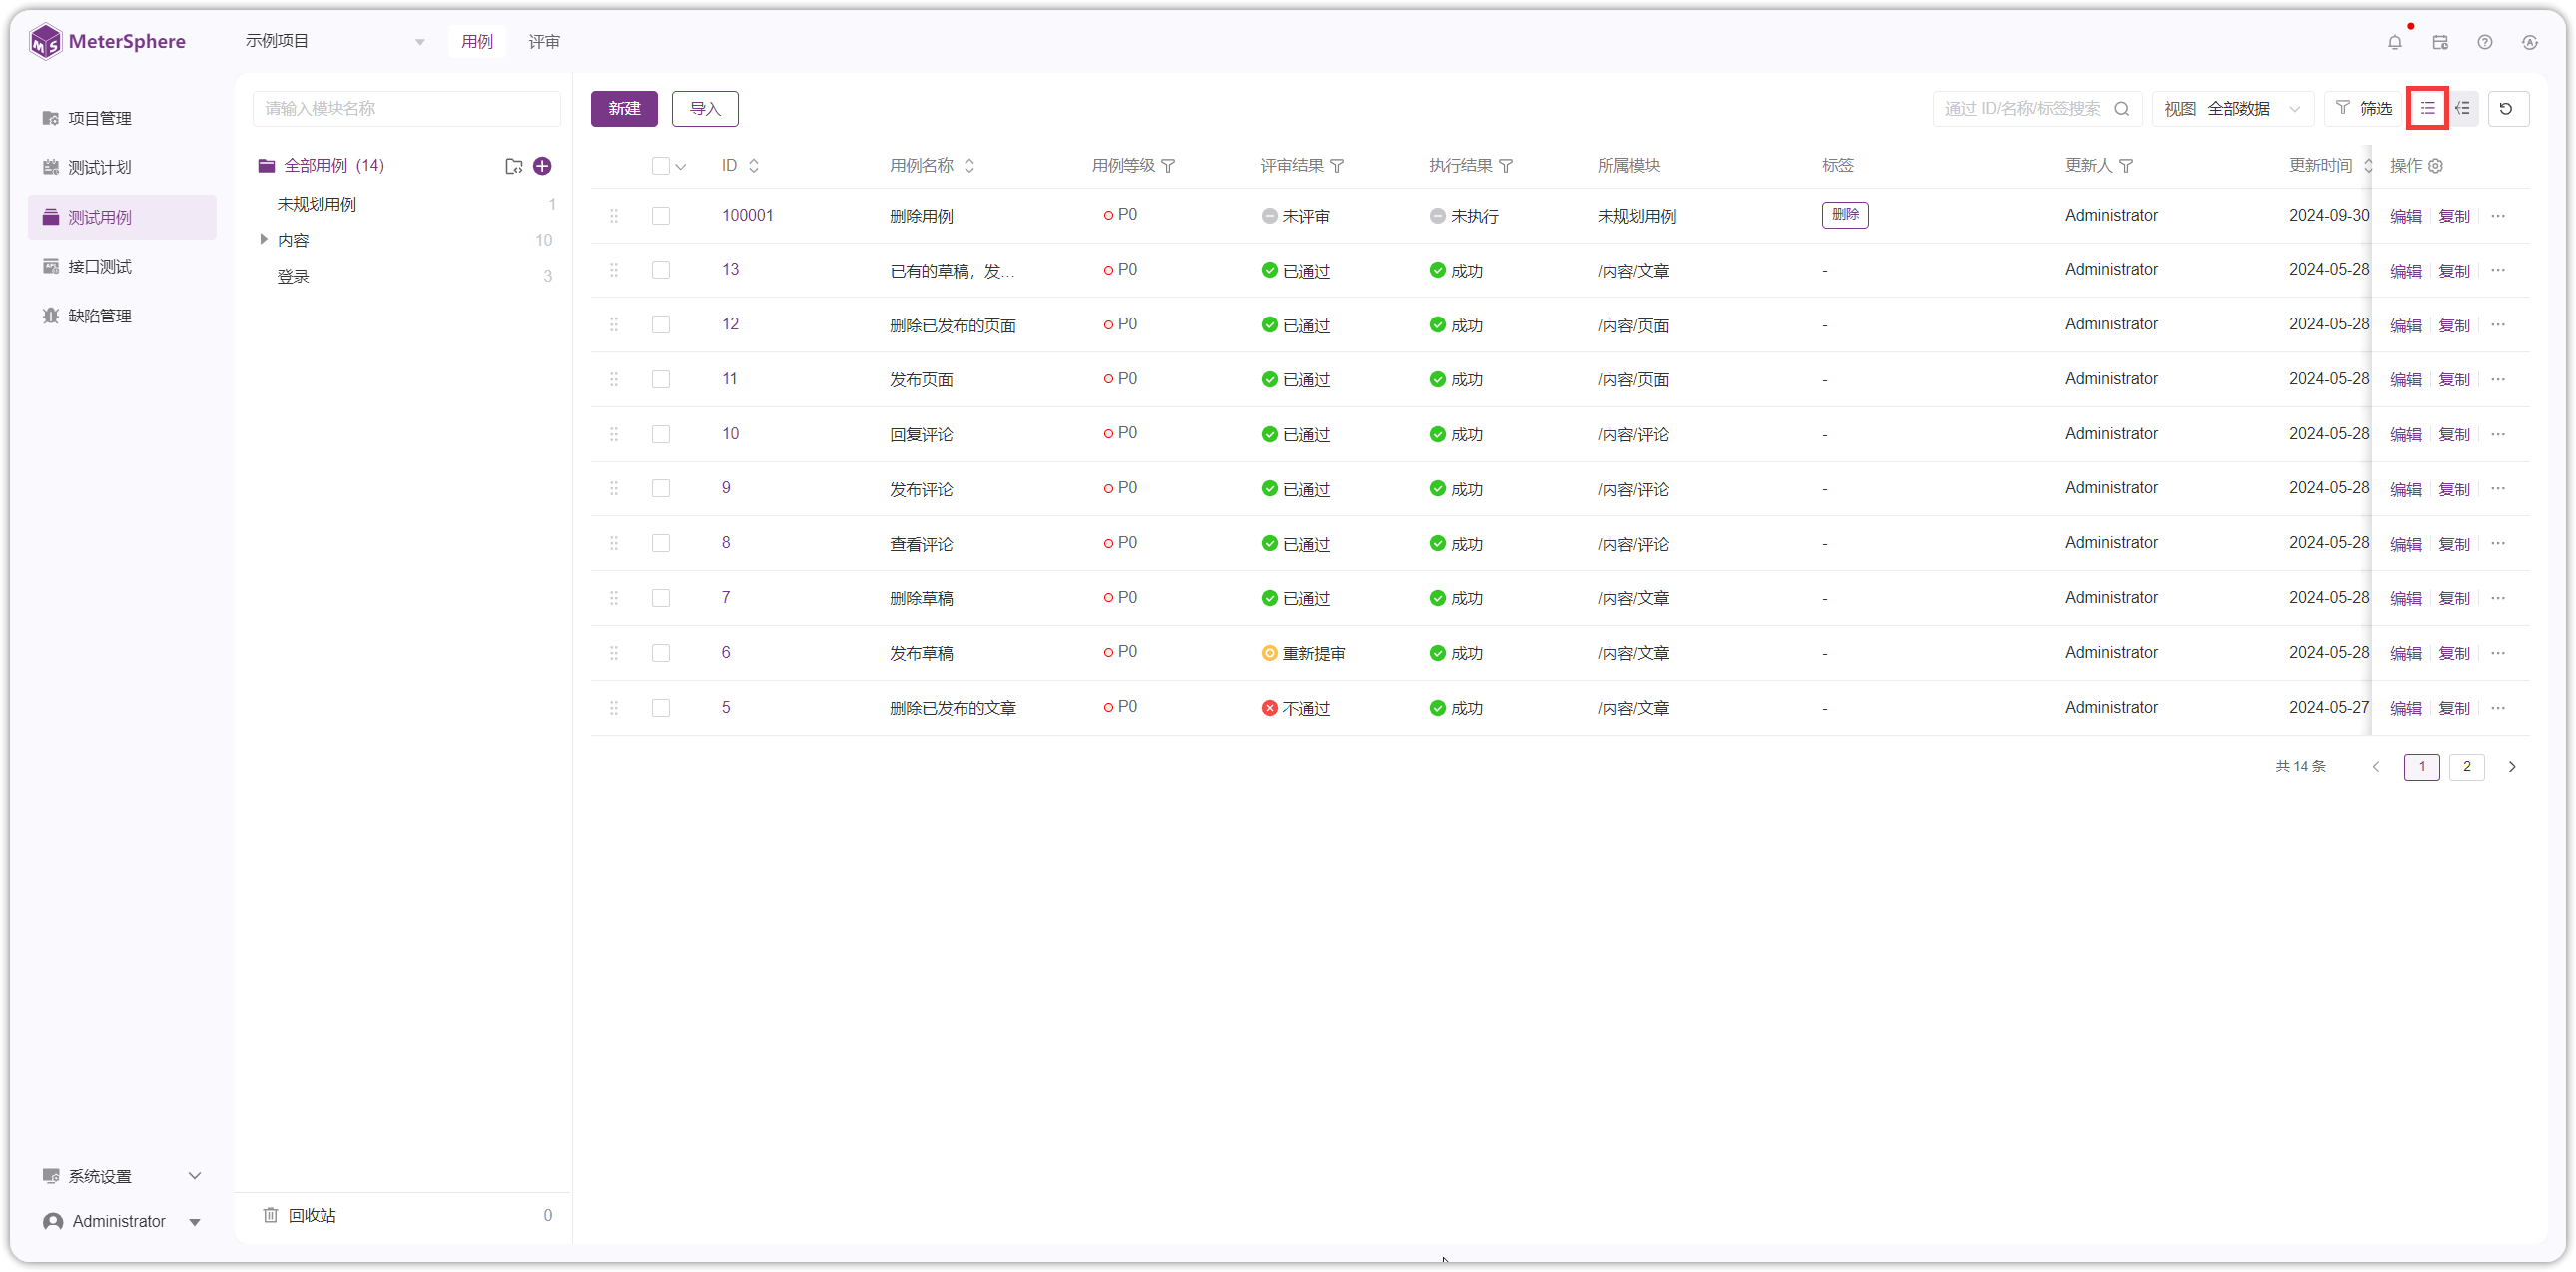 MeterSphere
示例项目
用例
评审
项目管理
测试计划
测试用例
接口测试
缺陷管理
系统设置
Administrator
请输入模块名称
全部用例 (14)
未规划用例 1
内容 10
登录 3
回收站 0
新建
导入
通过 ID/名称/标签搜索
视图 全部数据
筛选
ID 用例名称 用例等级 评审结果 执行结果 所属模块 标签 更新人 更新时间 操作
100001 删除用例 P0 未评审 未执行 未规划用例 删除 Administrator 2024-09-30 编辑 复制 ...
13 已有的草稿，发... P0 已通过 成功 /内容/文章 - Administrator 2024-05-28 编辑 复制 ...
12 删除已发布的页面 P0 已通过 成功 /内容/页面 - Administrator 2024-05-28 编辑 复制 ...
11 发布页面 P0 已通过 成功 /内容/页面 - Administrator 2024-05-28 编辑 复制 ...
10 回复评论 P0 已通过 成功 /内容/评论 - Administrator 2024-05-28 编辑 复制 ...
9 发布评论 P0 已通过 成功 /内容/评论 - Administrator 2024-05-28 编辑 复制 ...
8 查看评论 P0 已通过 成功 /内容/评论 - Administrator 2024-05-28 编辑 复制 ...
7 删除草稿 P0 已通过 成功 /内容/文章 - Administrator 2024-05-28 编辑 复制 ...
6 发布草稿 P0 重新提审 成功 /内容/文章 - Administrator 2024-05-28 编辑 复制 ...
5 删除已发布的文章 P0 不通过 成功 /内容/文章 - Administrator 2024-05-27 编辑 复制 ...
共 14 条 1 2